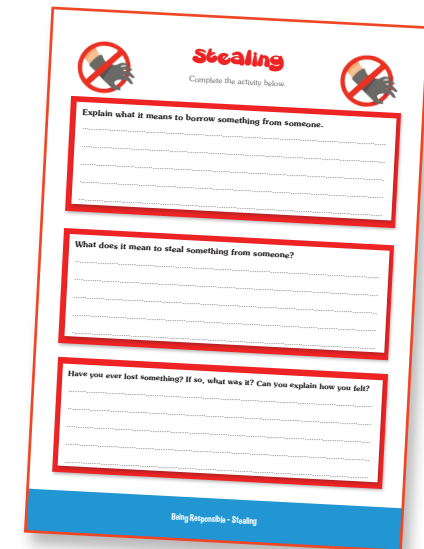 Stealing
Complete the activity below.
Explain what it means to borrow something from someone.
What does it mean to steal something from someone?
Have you ever lost something? If so, what was it? Can you explain how you felt?
Being Responsible - Stealing